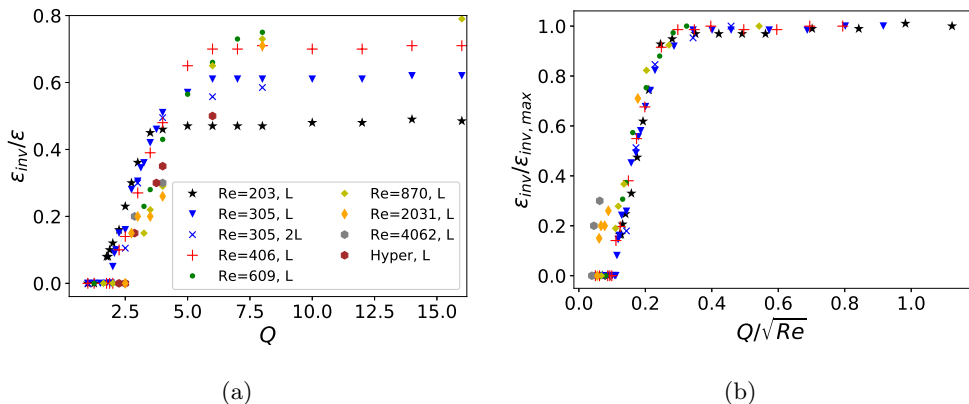 0.8
0.6
0.4
0.2
0.0
ε_inv/ε
2.5 5.0 7.5 10.0 12.5 15.0
Q
Re=203, L
Re=305, L
Re=305, 2L
Re=406, L
Re=609, L
Re=870, L
Re=2031, L
Re=4062, L
Hyper, L
(a)
1.0
0.8
0.6
0.4
0.2
0.0
ε_inv/ε_inv, max
0.0 0.2 0.4 0.6 0.8 1.0
Q/√Re
(b)